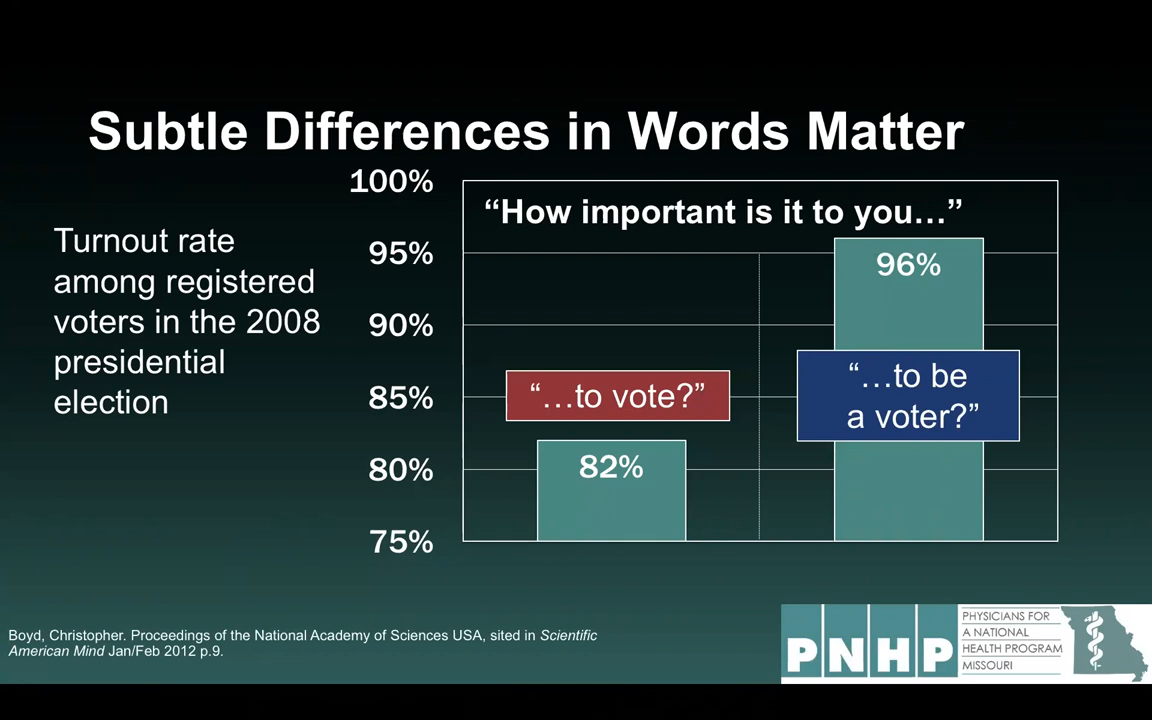 Subtle Differences in Words Matter
Turnout rate
among registered
voters in the 2008
presidential
election
100%
95%
90%
85%
80%
75%
“How important is it to you…”
“…to vote?”
82%
96%
“…to be
a voter?”
Boyd, Christopher. Proceedings of the National Academy of Sciences USA, sited in Scientific
American Mind Jan/Feb 2012 p.9.
PNHP
PHYSICIANS FOR
A NATIONAL
HEALTH PROGRAM
MISSOURI